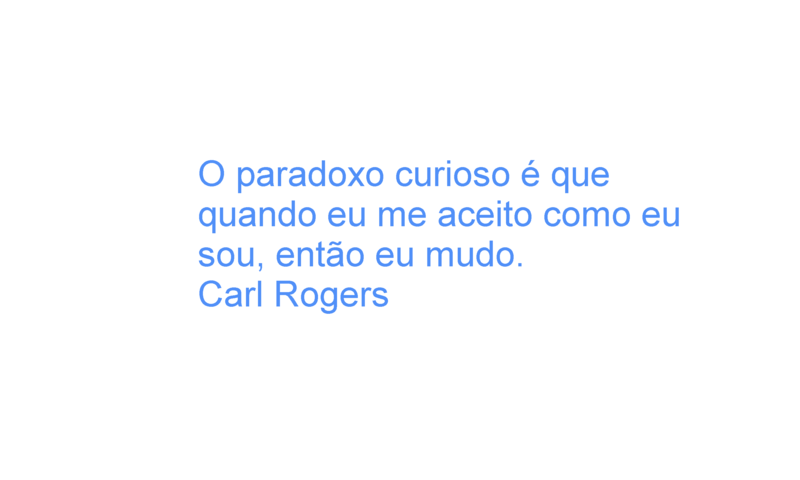 O paradoxo curioso é que
quando eu me aceito como eu
sou, então eu mudo.
Carl Rogers